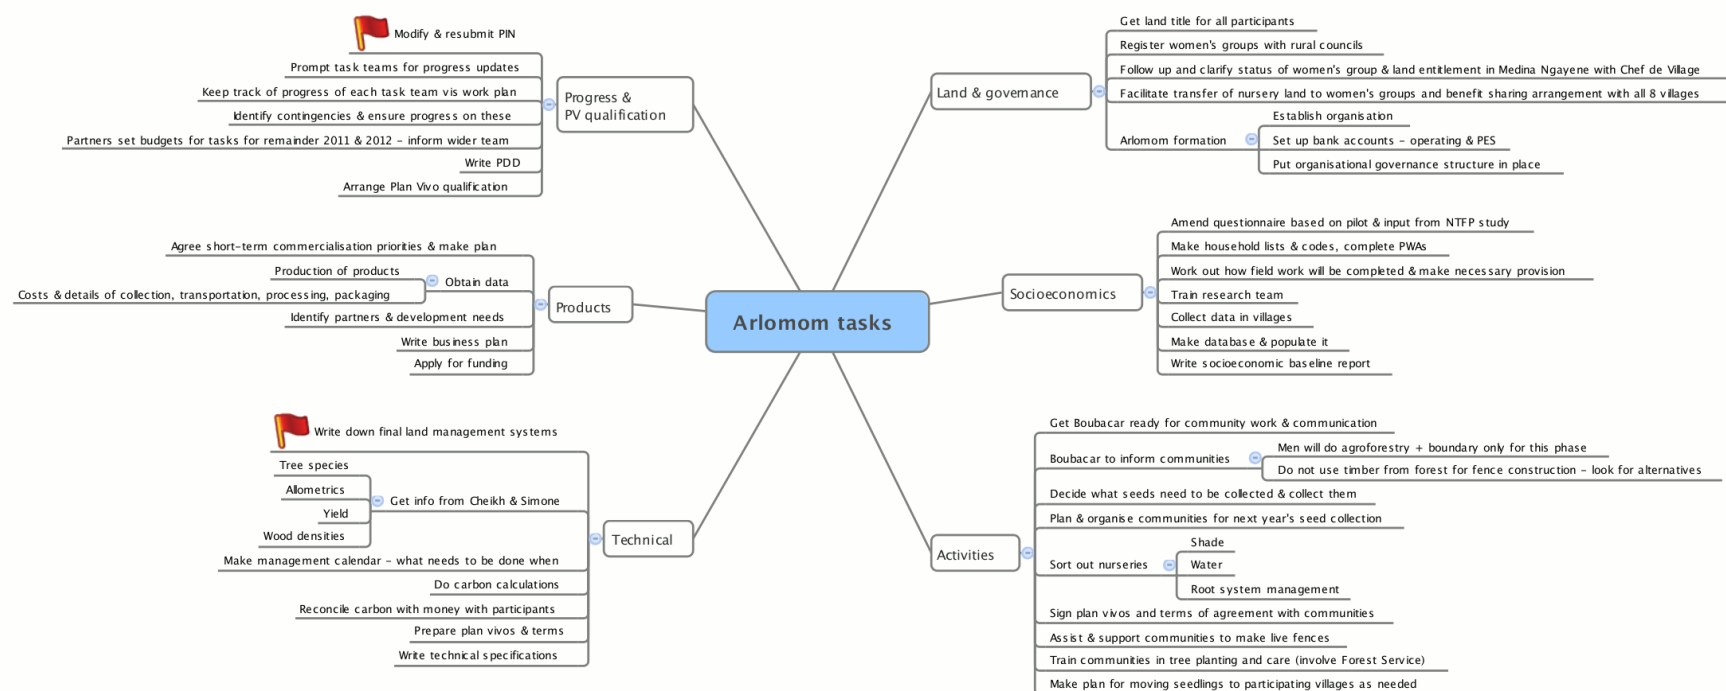 Modify & resubmit PIN
Prompt task teams for progress updates
Keep track of progress of each task team vis work plan
Identify contingencies & ensure progress on these
Partners set budgets for tasks for remainder 2011 & 2012 – inform wider team
Write PDD
Arrange Plan Vivo qualification
Progress &
PV qualification
Agree short-term commercialisation priorities & make plan
Production of products
Costs & details of collection, transportation, processing, packaging
Obtain data
Identify partners & development needs
Write business plan
Apply for funding
Products
Write down final land management systems
Tree species
Allometrics
Yield
Wood densities
Get info from Cheikh & Simone
Make management calendar – what needs to be done when
Do carbon calculations
Reconcile carbon with money with participants
Prepare plan vivos & terms
Write technical specifications
Technical
Arlomom tasks
Land & governance
Get land title for all participants
Register women's groups with rural councils
Follow up and clarify status of women's group & land entitlement in Medina Ngayene with Chef de Village
Facilitate transfer of nursery land to women's groups and benefit sharing arrangement with all 8 villages
Arlomom formation
Establish organisation
Set up bank accounts – operating & PES
Put organisational governance structure in place
Socioeconomics
Amend questionnaire based on pilot & input from NTFP study
Make household lists & codes, complete PWAs
Work out how field work will be completed & make necessary provision
Train research team
Collect data in villages
Make database & populate it
Write socioeconomic baseline report
Activities
Get Boubacar ready for community work & communication
Boubacar to inform communities
Men will do agroforestry + boundary only for this phase
Do not use timber from forest for fence construction – look for alternatives
Decide what seeds need to be collected & collect them
Plan & organise communities for next year's seed collection
Sort out nurseries
Shade
Water
Root system management
Sign plan vivos and terms of agreement with communities
Assist & support communities to make live fences
Train communities in tree planting and care (involve Forest Service)
Make plan for moving seedlings to participating villages as needed